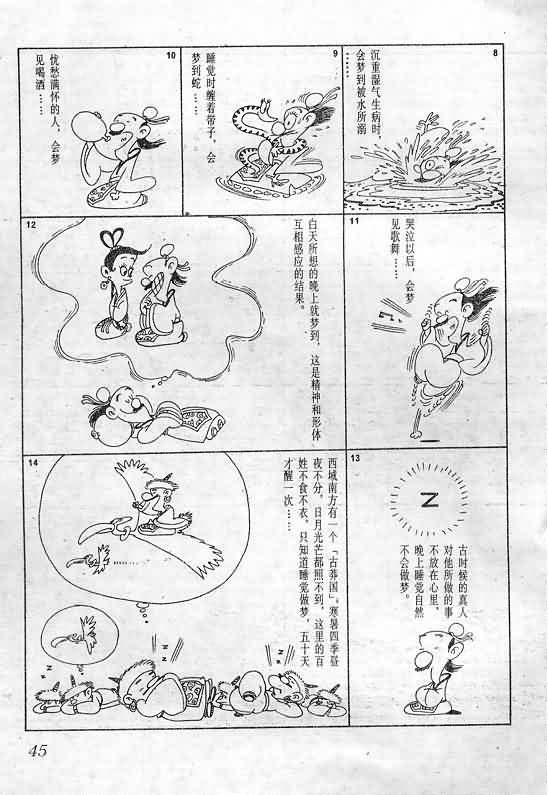 8
沉重湿气生病时,
会梦到被水所溺
……
9
睡觉时缠着带子,会
梦到蛇……
10
忧愁满怀的人,会梦
见喝酒……
11
哭泣以后,会梦
见歌舞……
12
白天所想的晚上就梦到,这是精神和形体
互相感应的结果。
13
z
古时候的真人
对他所做的事
不放在心里,
晚上睡觉自然
不会做梦。
14
西域南方有一个「古莽国」。寒暑四季昼
夜不分。日月光芒都照不到,这里的百
姓不食不衣,只知道睡觉做梦,五十天
才醒一次……
z z
z z
z z
45